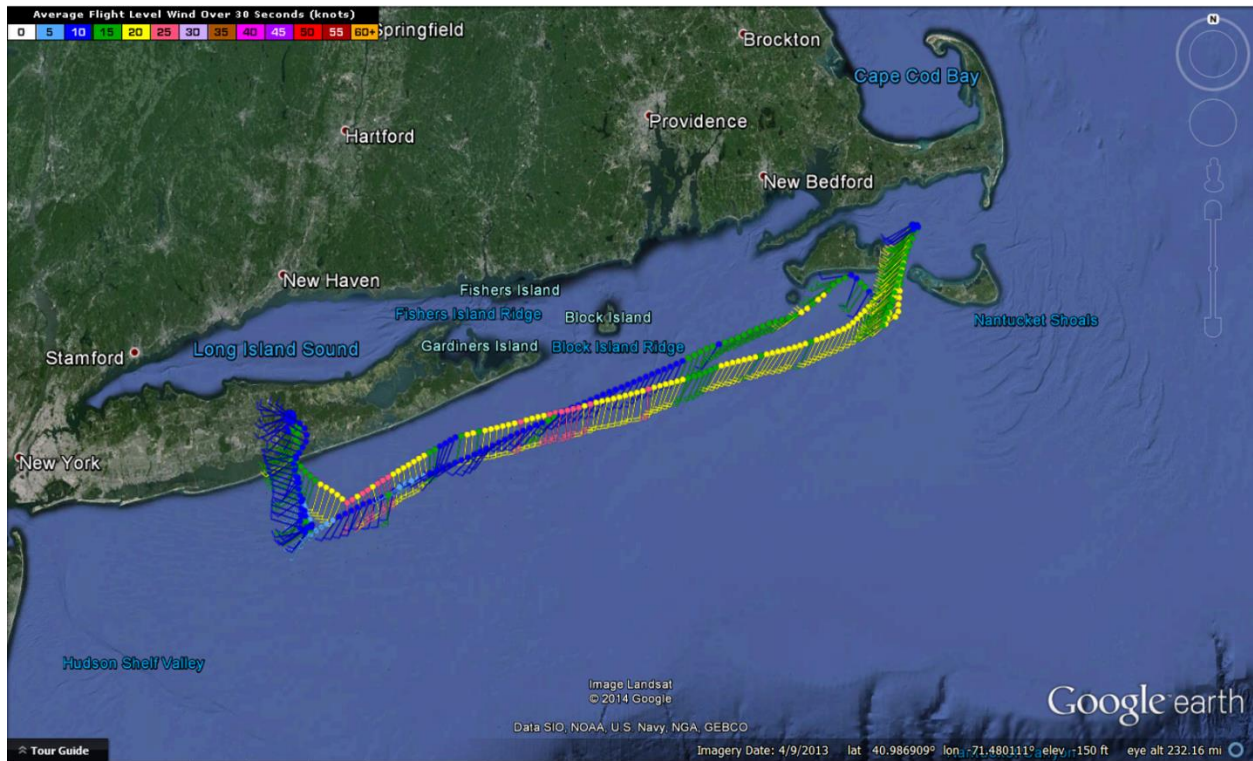 Average Flight Level Wind Over 30 Seconds (knots)
0 5 10 15 20 25 30 35 40 45 50 55 60+
Springfield
Brockton
N
Cape Cod Bay
Hartford
Providence
New Bedford
New Haven
Fishers Island
Fishers Island Ridge
Block Island
Nantucket Shoals
Stamford
Long Island Sound
Gardiners Island
Block Island Ridge
New York
Hudson Shelf Valley
Image Landsat
© 2014 Google
Google earth
Data SIO, NOAA, U.S. Navy, NGA, GEBCO
Tour Guide
Imagery Date: 4/9/2013 lat 40.986909° lon -71.480111° elev -150 ft eye alt 232.16 mi